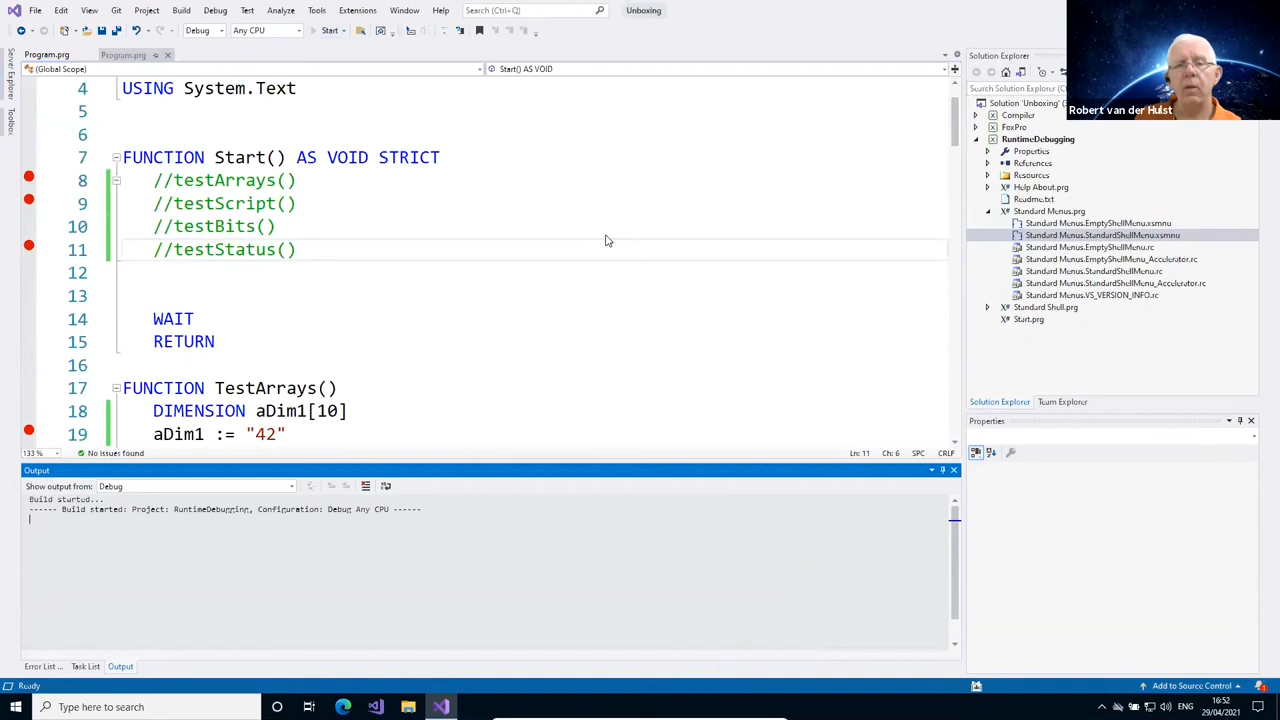 File Edit View Git Project Build Debug Test Analyze Tools Extensions Window Help Search (Ctrl+Q) Unboxing
Debug Any CPU Start
Program.prg Program.prg
(Global Scope) Start() AS VOID
4 USING System.Text
5
6
7 FUNCTION Start() AS VOID STRICT
8 //testArrays()
9 //testScript()
10 //testBits()
11 //testStatus()
12
13
14 WAIT
15 RETURN
16
17 FUNCTION TestArrays()
18 DIMENSION aDim1[10]
19 aDim1 := "42"
133 % No issues found Ln: 11 Ch: 6 SPC CRLF
Server Explorer
Toolbox
Output
Show output from: Debug
Build started...
------ Build started: Project: RuntimeDebugging, Configuration: Debug Any CPU ------
Error List ... Task List Output
Robert van der Hulst
Solution Explorer
Search Solution Explorer (Ct
Solution 'Unboxing' (3
Compiler
FoxPro
RuntimeDebugging
Properties
References
Resources
Help About.prg
Readme.txt
Standard Menus.prg
Standard Menus.EmptyShellMenu.xsmnu
Standard Menus.StandardShellMenu.xsmnu
Standard Menus.EmptyShellMenu.rc
Standard Menus.EmptyShellMenu_Accelerator.rc
Standard Menus.StandardShellMenu.rc
Standard Menus.StandardShellMenu_Accelerator.rc
Standard Menus.VS_VERSION_INFO.rc
Standard Shell.prg
Start.prg
Solution Explorer Team Explorer
Properties
Ready Add to Source Control 1
Type here to search ENG 16:52
29/04/2021